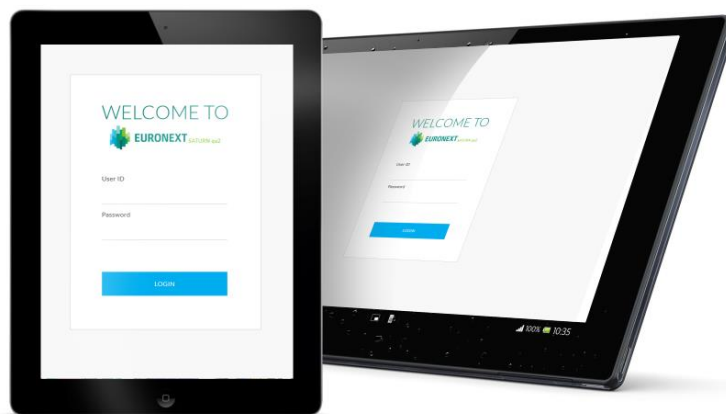 WELCOME TO
EURONEXT
User ID
Password
LOGIN
WELCOME TO
EURONEXT
User ID
Password
LOGIN
100% 10:35